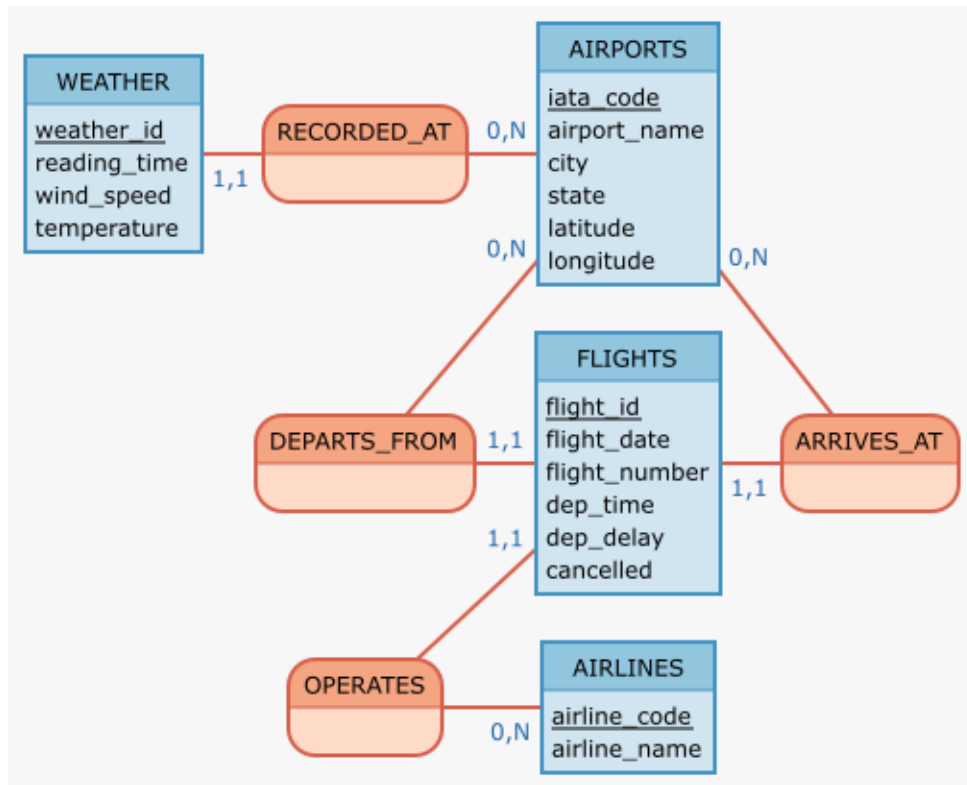 WEATHER
weather_id
reading_time
wind_speed
temperature
1,1
RECORDED_AT
0,N
AIRPORTS
iata_code
airport_name
city
state
latitude
longitude
0,N
0,N
DEPARTS_FROM
1,1
FLIGHTS
flight_id
flight_date
flight_number
dep_time
dep_delay
cancelled
1,1
ARRIVES_AT
1,1
OPERATES
0,N
AIRLINES
airline_code
airline_name